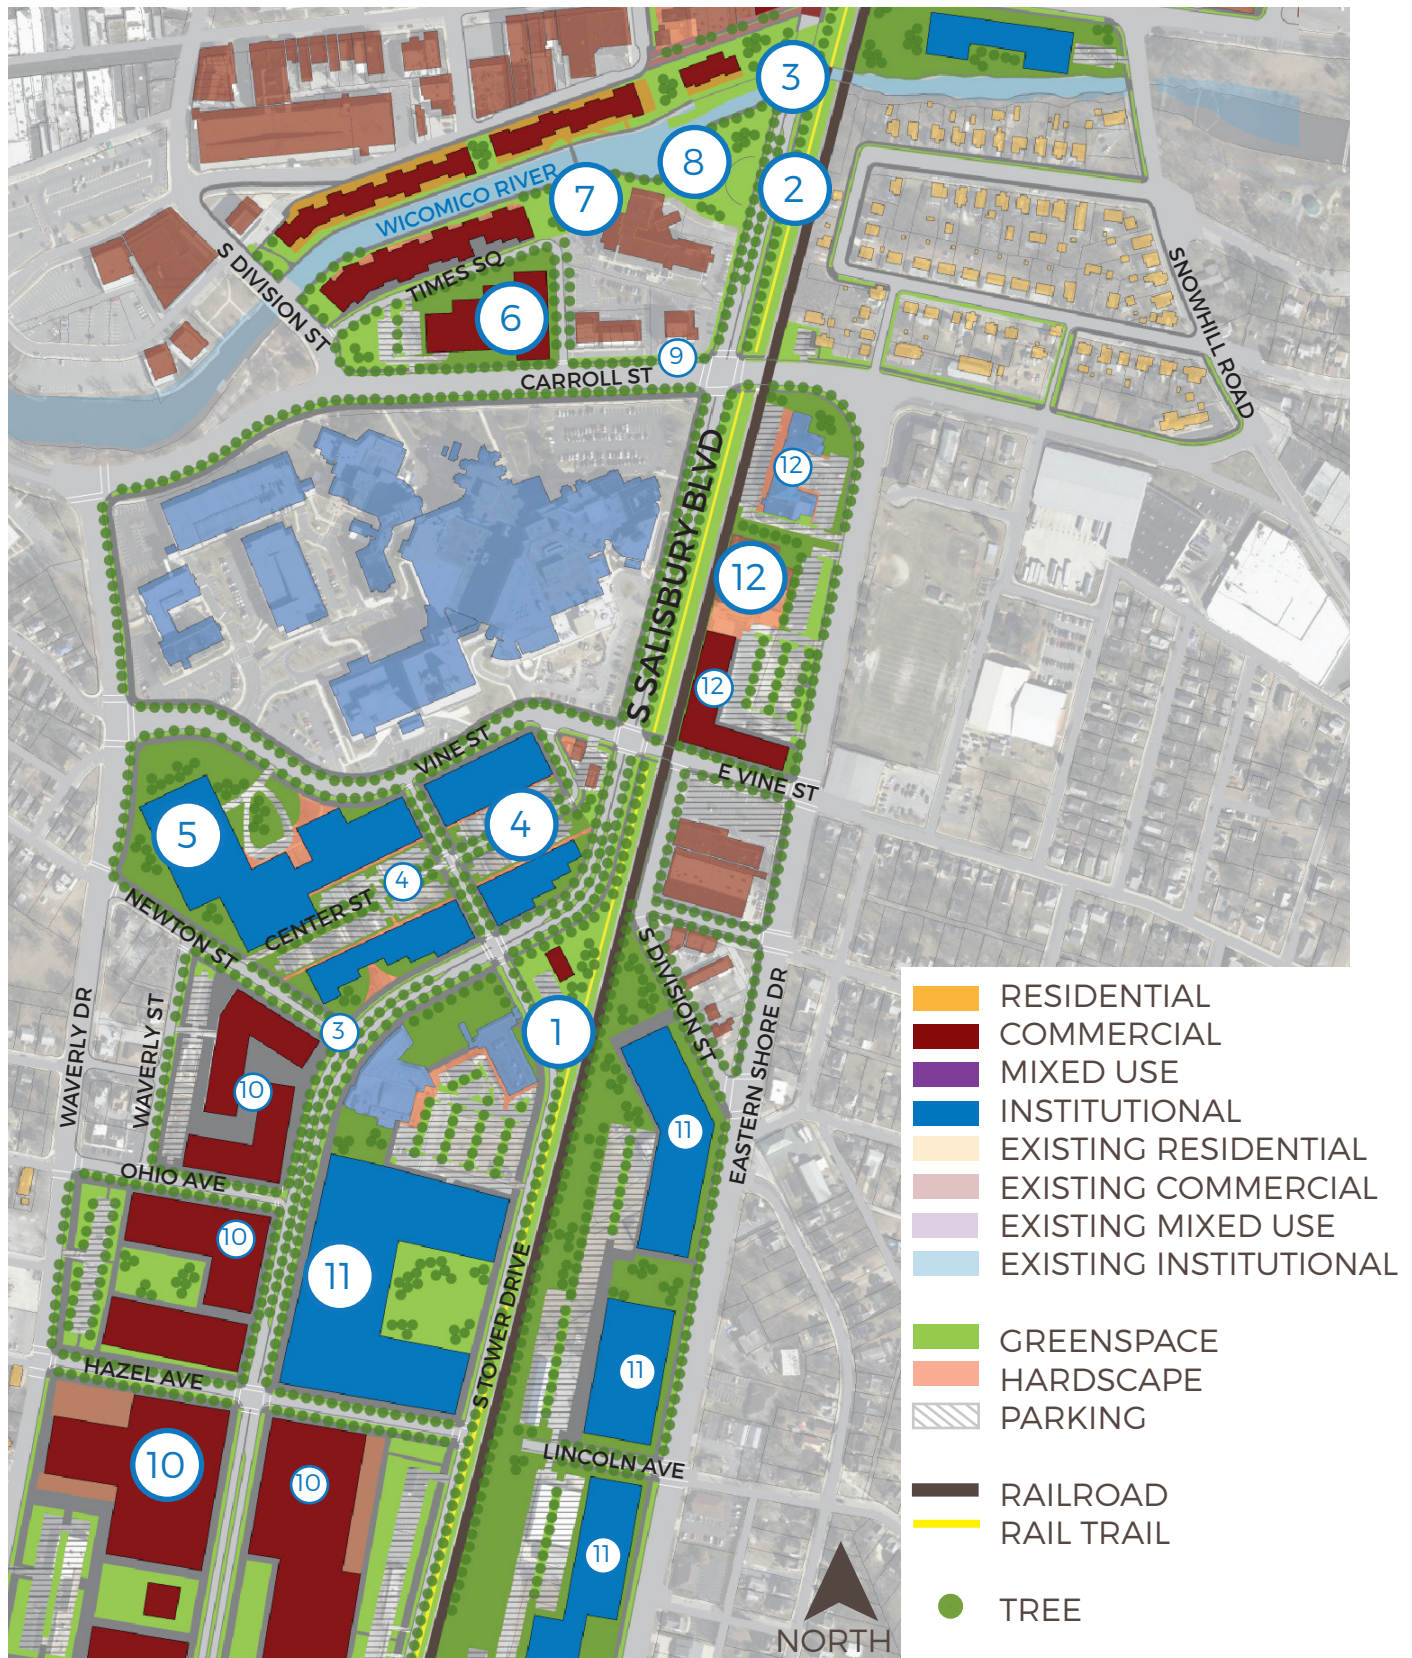 3
8
2
7
WICOMICO RIVER
S DIVISION ST
TIMES SQ
6
9
CARROLL ST
SNOWHILL ROAD
12
S SALISBURY BLVD
12
12
VINE ST
E VINE ST
5
4
4
CENTER ST
NEWTON ST
S DIVISION ST
WAVERLY DR
WAVERLY ST
3
1
EASTERN SHORE DR
10
11
OHIO AVE
10
11
S TOWER DRIVE
11
HAZEL AVE
10
10
LINCOLN AVE
11
NORTH
RESIDENTIAL
COMMERCIAL
MIXED USE
INSTITUTIONAL
EXISTING RESIDENTIAL
EXISTING COMMERCIAL
EXISTING MIXED USE
EXISTING INSTITUTIONAL
GREENSPACE
HARDSCAPE
PARKING
RAILROAD
RAIL TRAIL
TREE